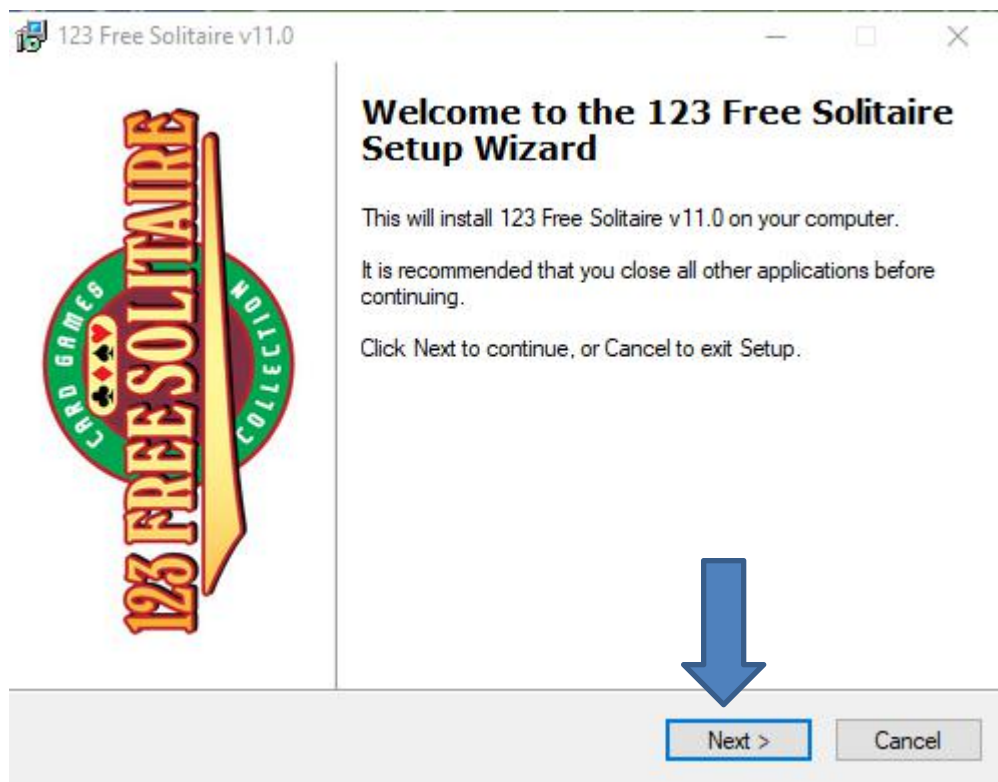 123 Free Solitaire v11.0
123 FREE SOLITAIRE
CARD GAMES
COLLECTION
Welcome to the 123 Free Solitaire
Setup Wizard
This will install 123 Free Solitaire v11.0 on your computer.
It is recommended that you close all other applications before
continuing.
Click Next to continue, or Cancel to exit Setup.
Next >
Cancel